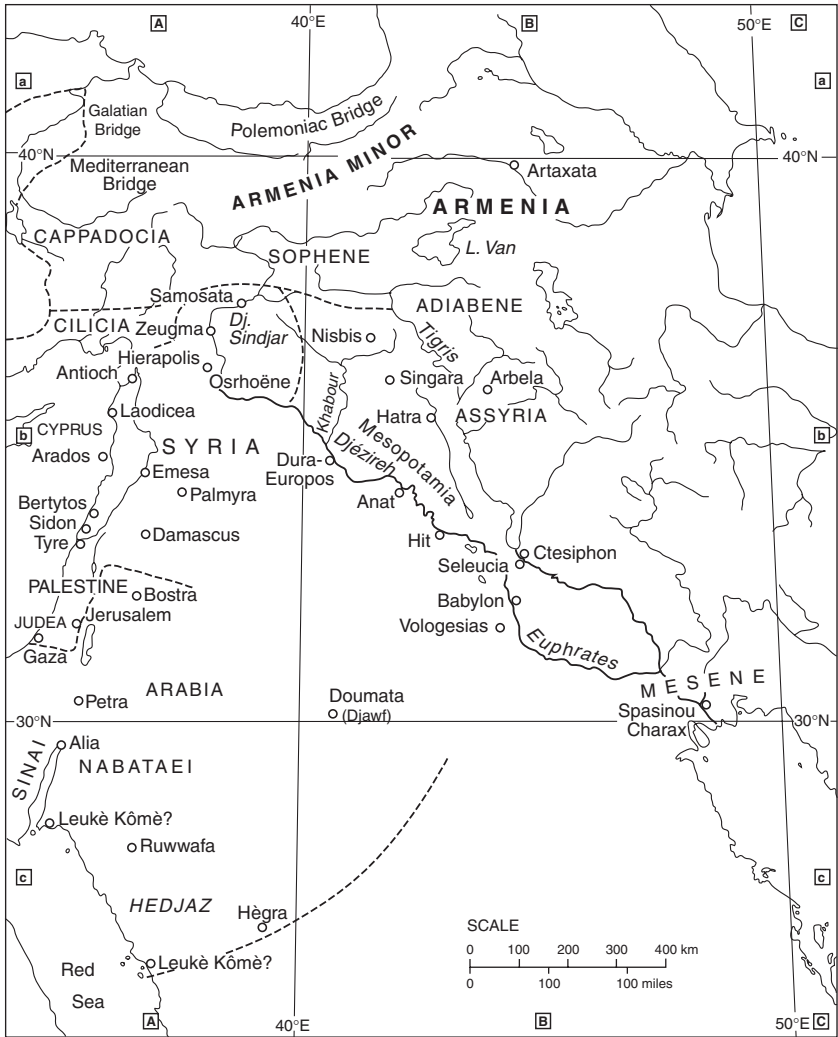 A
40°E
B
50°E
C
a
a
Galatian
Bridge
Polemoniac Bridge
40°N
40°N
Mediterranean
Bridge
ARMENIA MINOR
Artaxata
ARMENIA
CAPPADOCIA
L. Van
SOPHENE
Samosata
ADIABENE
CILICIA
Zeugma
Dj.
Sindjar
Nisbis
Tigris
Hierapolis
Antioch
Osrhoëne
Singara
Arbela
Khabour
Laodicea
Hatra
ASSYRIA
b
CYPRUS
b
SYRIA
Mesopotamia
Djézireh
Arados
Emesa
Dura-
Europos
Palmyra
Anat
Bertytos
Sidon
Tyre
Damascus
Hit
Ctesiphon
Seleucia
PALESTINE
Bostra
Babylon
JUDEA
Jerusalem
Vologesias
Gaza
Euphrates
MESENE
ARABIA
Petra
Doumata
(Djawf)
Spasinou
Charax
30°N
30°N
Alia
SINAI
NABATAEI
Leukè Kômè?
Ruwwafa
c
c
HEDJAZ
Hègra
SCALE
0 100 200 300 400 km
0 100 100 miles
Leukè Kômè?
Red
Sea
A
40°E
B
50°E
C